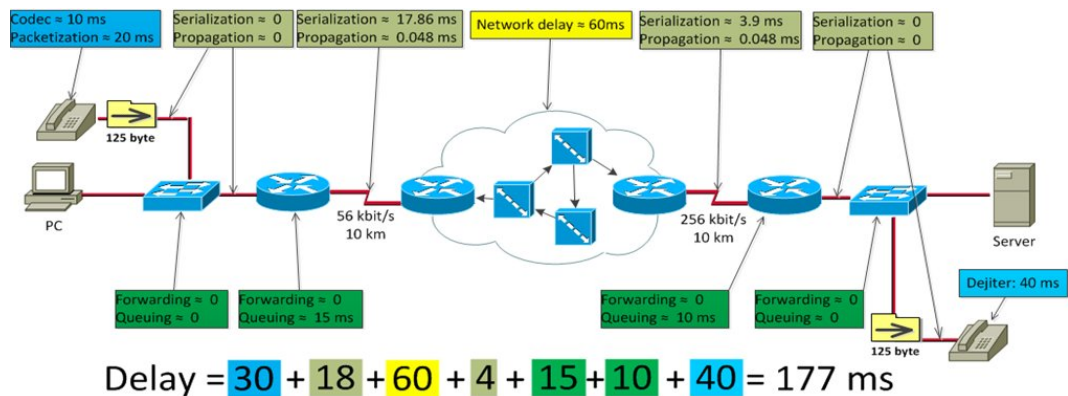 Codec ≈ 10 ms
Packetization ≈ 20 ms
Serialization ≈ 0
Propagation ≈ 0
Serialization ≈ 17.86 ms
Propagation ≈ 0.048 ms
Network delay ≈ 60ms
Serialization ≈ 3.9 ms
Propagation ≈ 0.048 ms
Serialization ≈ 0
Propagation ≈ 0
125 byte
PC
56 kbit/s
10 km
256 kbit/s
10 km
Server
Forwarding ≈ 0
Queuing ≈ 0
Forwarding ≈ 0
Queuing ≈ 15 ms
Forwarding ≈ 0
Queuing ≈ 10 ms
Forwarding ≈ 0
Queuing ≈ 0
Dejiter: 40 ms
125 byte
Delay = 30 + 18 + 60 + 4 + 15 + 10 + 40 = 177 ms